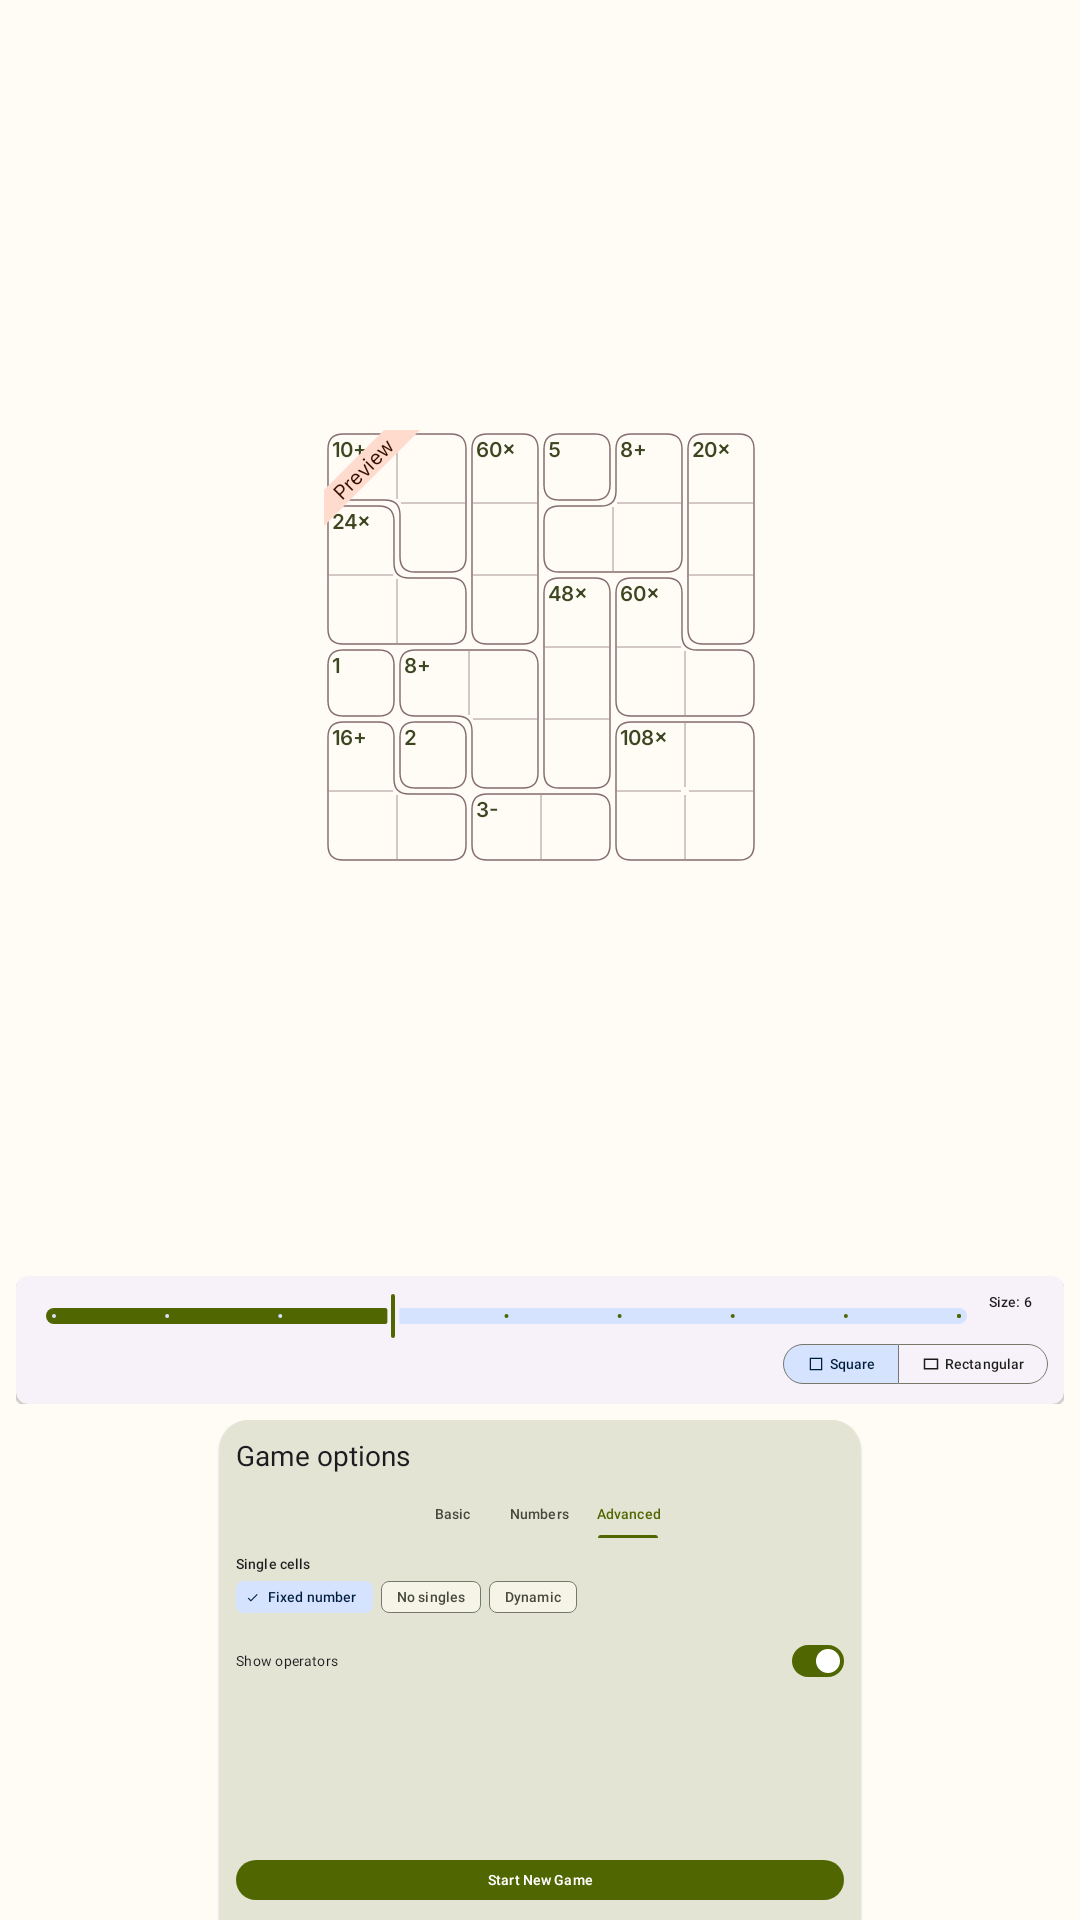 10+ 60× 5 8+ 20×
Preview
24×
48× 60×
1 8+
16+ 2 108×
3-
Size: 6
Square Rectangular
Game options
Basic Numbers Advanced
Single cells
Fixed number No singles Dynamic
Show operators
Start New Game